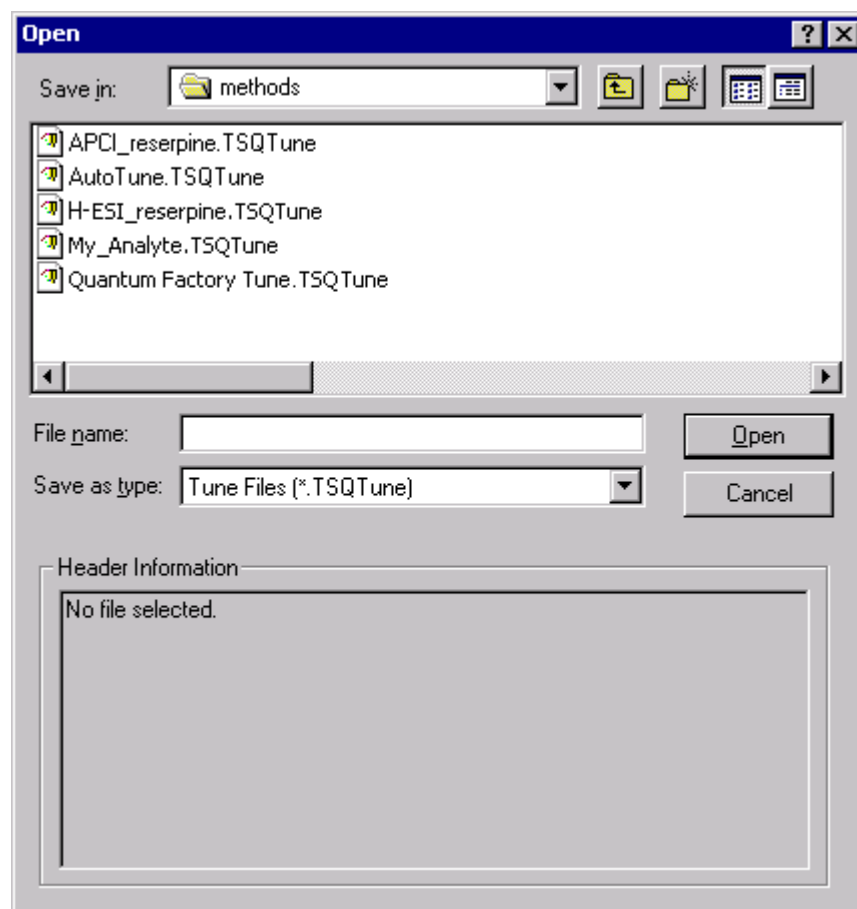 Open
Save in: methods
APCI_reserpine.TSQTune
AutoTune.TSQTune
H-ESI_reserpine.TSQTune
My_Analyte.TSQTune
Quantum Factory Tune.TSQTune
File name: Open
Save as type: Tune Files (*.TSQTune) Cancel
Header Information
No file selected.